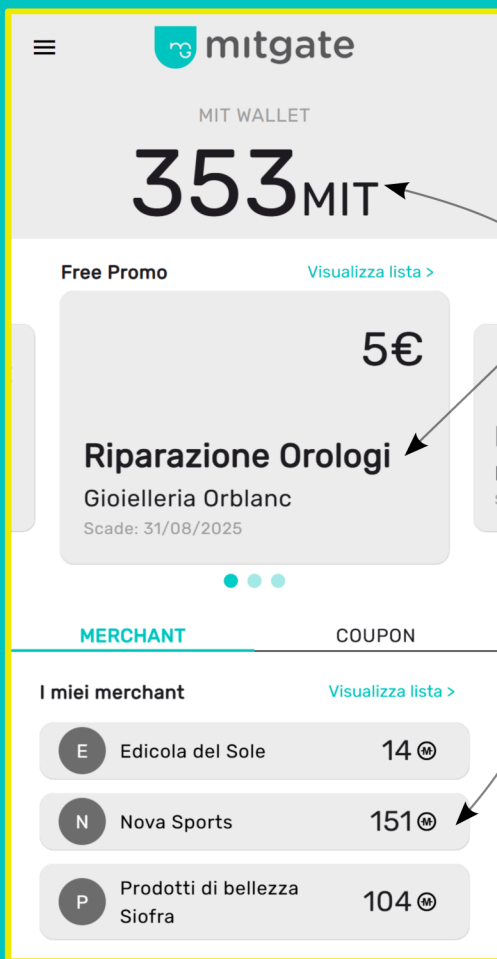 mıtgate
MIT WALLET
353MIT
Free Promo
Visualizza lista >
5€
Riparazione Orologi
Gioielleria Orblanc
Scade: 31/08/2025
MERCHANT
COUPON
I miei merchant
Visualizza lista >
E Edicola del Sole 14
N Nova Sports 151
P Prodotti di bellezza
Siofra 104